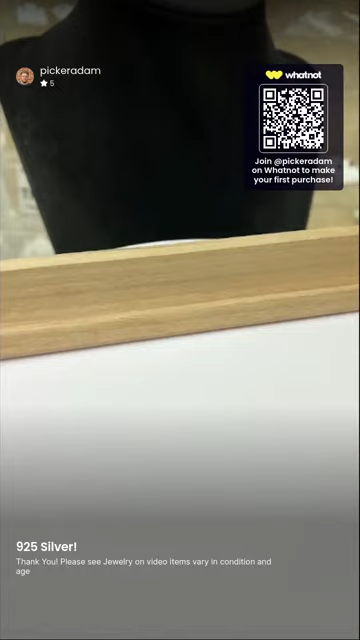 pickeradam
5
whatnot
Join @pickeradam
on Whatnot to make
your first purchase!
925 Silver!
Thank You! Please see Jewelry on video items vary in condition and
age